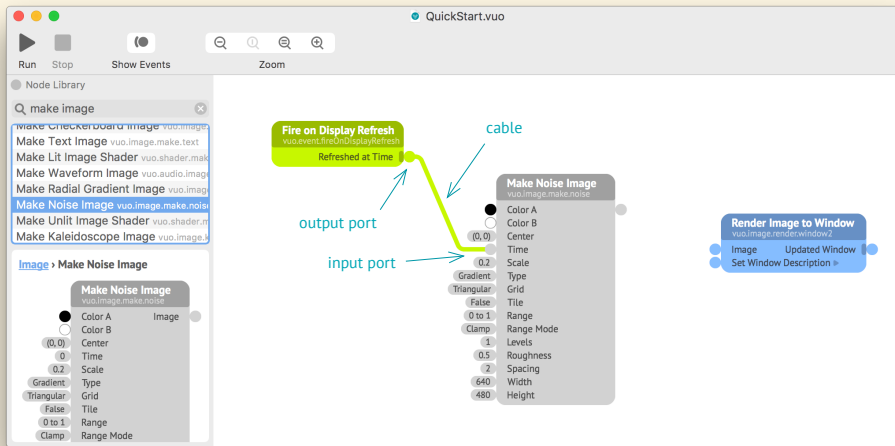 QuickStart.vuo
Run Stop Show Events Zoom
Node Library
make image
Make Checkerboard Image vuo.image.
Make Text Image vuo.image.make.text
Make Lit Image Shader vuo.shader.mak
Make Waveform Image vuo.audio.imag
Make Radial Gradient Image vuo.imag
Make Noise Image vuo.image.make.nois
Make Unlit Image Shader vuo.shader.m
Make Kaleidoscope Image vuo.image.k
Image › Make Noise Image
Make Noise Image
vuo.image.make.noise
Color A Image
Color B
(0, 0) Center
0 Time
0.2 Scale
Gradient Type
Triangular Grid
False Tile
0 to 1 Range
Clamp Range Mode
Fire on Display Refresh
vuo.event.fireOnDisplayRefresh
Refreshed at Time
cable
output port
input port
Make Noise Image
vuo.image.make.noise
Color A
Color B
(0, 0) Center
Time
0.2 Scale
Gradient Type
Triangular Grid
False Tile
0 to 1 Range
Clamp Range Mode
1 Levels
0.5 Roughness
2 Spacing
640 Width
480 Height
Render Image to Window
vuo.image.render.window2
Image Updated Window
Set Window Description